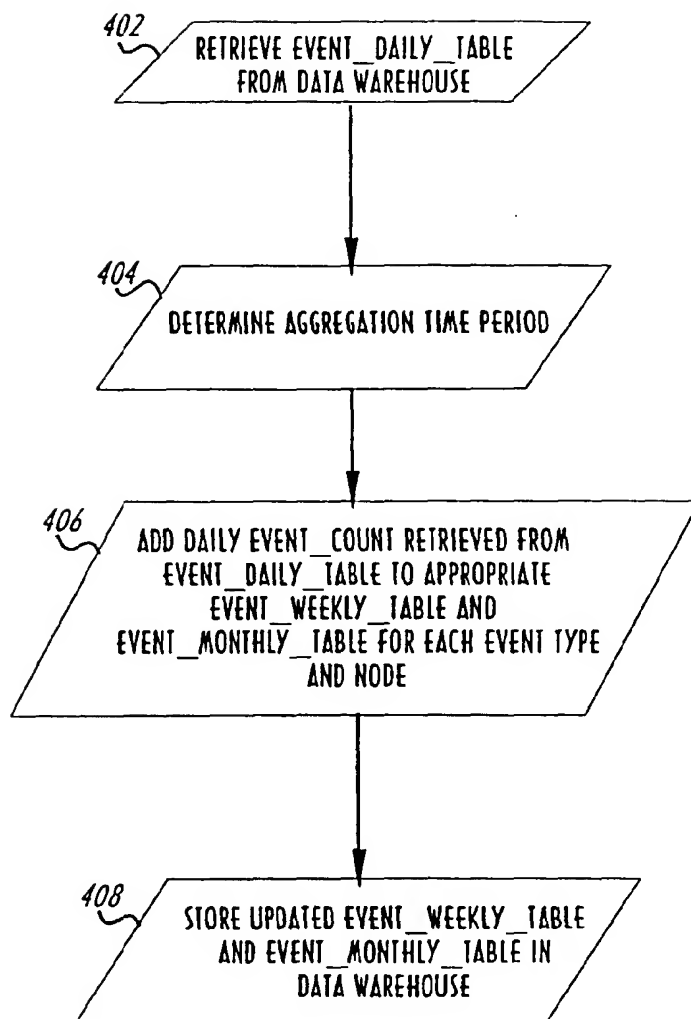 402
RETRIEVE EVENT_DAILY_TABLE
FROM DATA WAREHOUSE
404
DETERMINE AGGREGATION TIME PERIOD
406
ADD DAILY EVENT_COUNT RETRIEVED FROM
EVENT_DAILY_TABLE TO APPROPRIATE
EVENT_WEEKLY_TABLE AND
EVENT_MONTHLY_TABLE FOR EACH EVENT TYPE
AND NODE
408
STORE UPDATED EVENT_WEEKLY_TABLE
AND EVENT_MONTHLY_TABLE IN
DATA WAREHOUSE